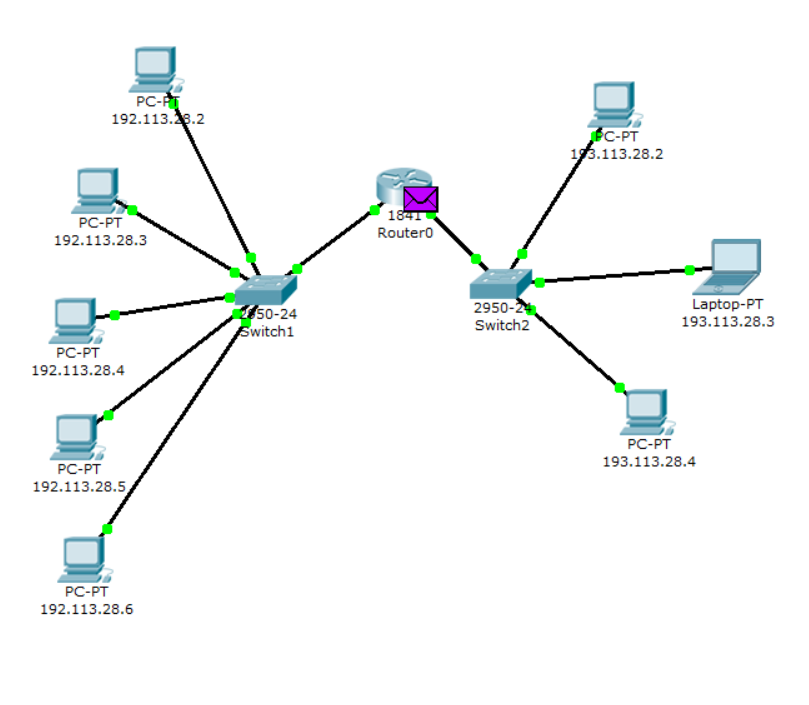 PC-PT
192.113.28.2
PC-PT
192.113.28.3
PC-PT
192.113.28.4
PC-PT
192.113.28.5
PC-PT
192.113.28.6
2950-24
Switch1
1841
Router0
2950-24
Switch2
PC-PT
193.113.28.2
Laptop-PT
193.113.28.3
PC-PT
193.113.28.4